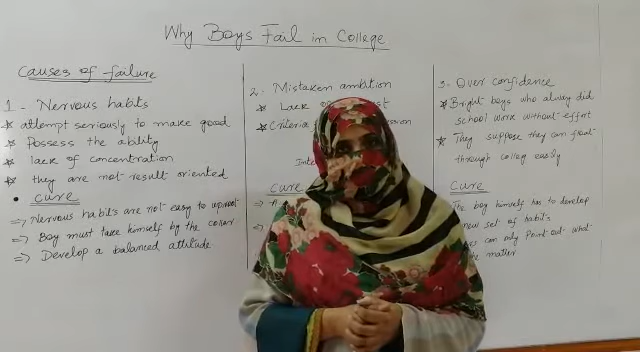 Why Boys Fail in College
Causes of failure
1 - Nervous habits
attempt seriously to make good
Possess the ability
lack of concentration
they are not result oriented
cure
⇒ Nervous habits are not easy to uproot
⇒ Boy must take himself by the collar
⇒ Develop a balanced attitude
2. Mistaken ambition
Lack
Criteria
Inte
Cure
3. Over confidence
Bright boys who alway did
school work without effort
They suppose they can float
through colleg easily
Cure
The boy himself has to develop
new set of habits
can only Point out what
matter